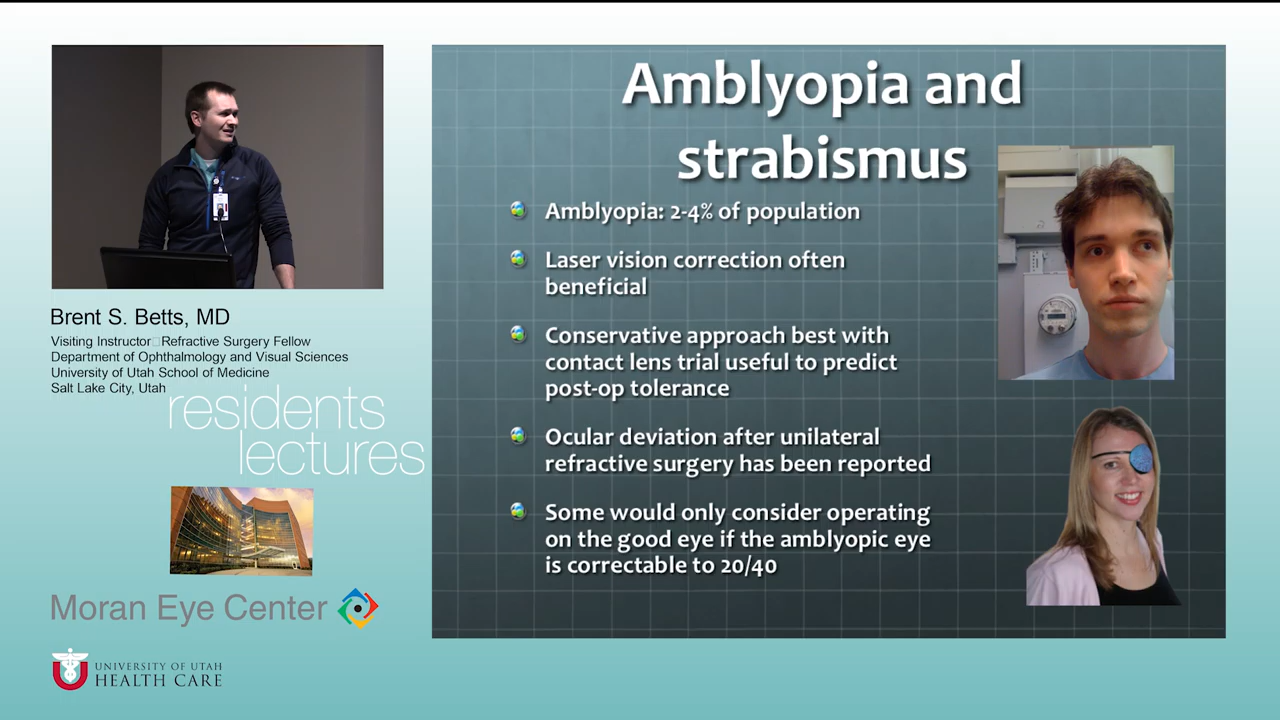 Brent S. Betts, MD
Visiting Instructor Refractive Surgery Fellow
Department of Ophthalmology and Visual Sciences
University of Utah School of Medicine
Salt Lake City, Utah
residents
lectures
Moran Eye Center
UNIVERSITY OF UTAH
HEALTH CARE
Amblyopia and
strabismus
Amblyopia: 2-4% of population
Laser vision correction often
beneficial
Conservative approach best with
contact lens trial useful to predict
post-op tolerance
Ocular deviation after unilateral
refractive surgery has been reported
Some would only consider operating
on the good eye if the amblyopic eye
is correctable to 20/40